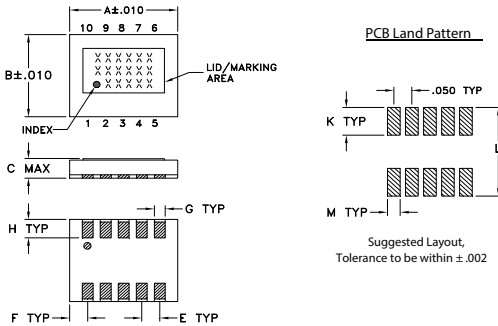 A±.010
10 9 8 7 6
B±.010
LID/MARKING
AREA
X X X X X X
X X X X X X
X X X X X X
INDEX
1 2 3 4 5
C MAX
G TYP
H TYP
F TYP
E TYP
PCB Land Pattern
.050 TYP
K TYP
L
M TYP
Suggested Layout,
Tolerance to be within ±.002